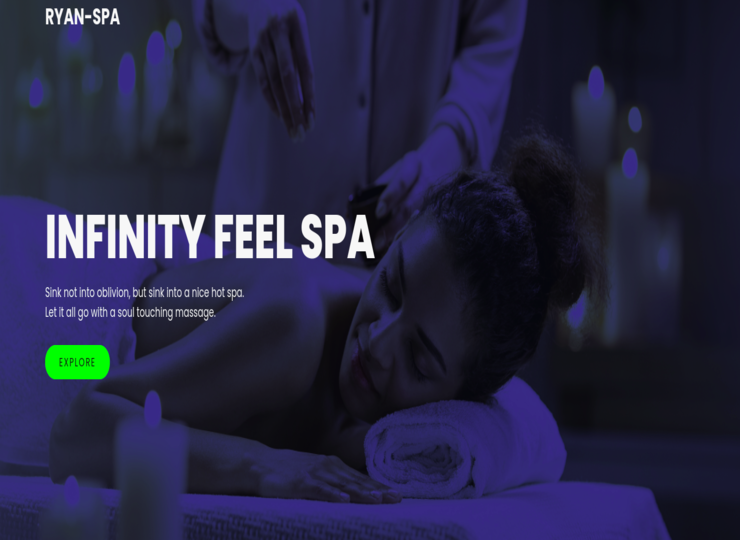 RYAN-SPA
INFINITY FEEL SPA
Sink not into oblivion, but sink into a nice hot spa.
Let it all go with a soul touching massage.
EXPLORE